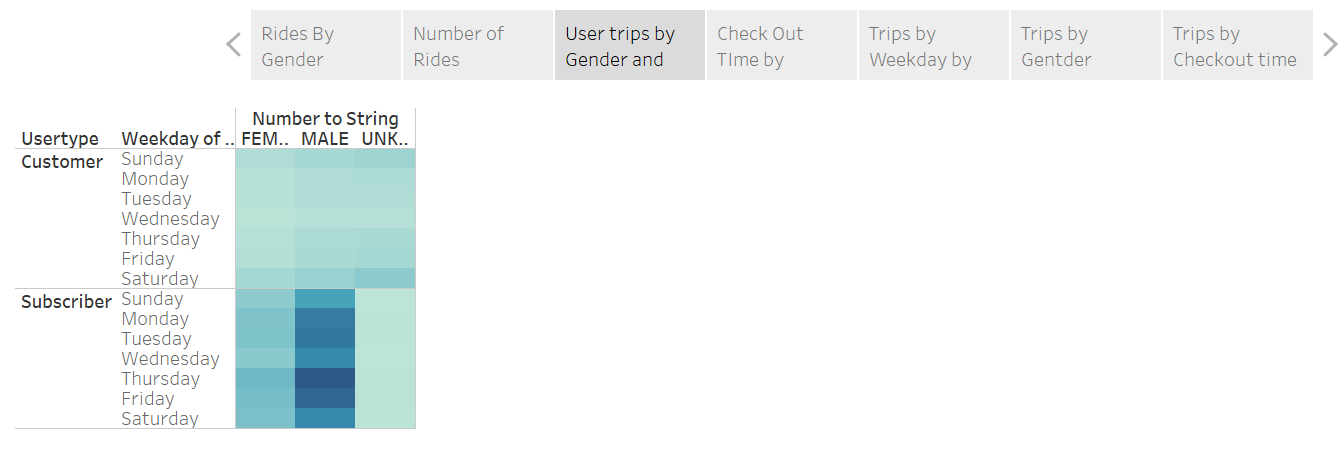 Rides By
Gender
Number of
Rides
User trips by
Gender and
Check Out
TIme by
Trips by
Weekday by
Trips by
Gentder
Trips by
Checkout time
Number to String
Usertype Weekday of .. FEM.. MALE UNK..
Customer Sunday
Monday
Tuesday
Wednesday
Thursday
Friday
Saturday
Subscriber Sunday
Monday
Tuesday
Wednesday
Thursday
Friday
Saturday